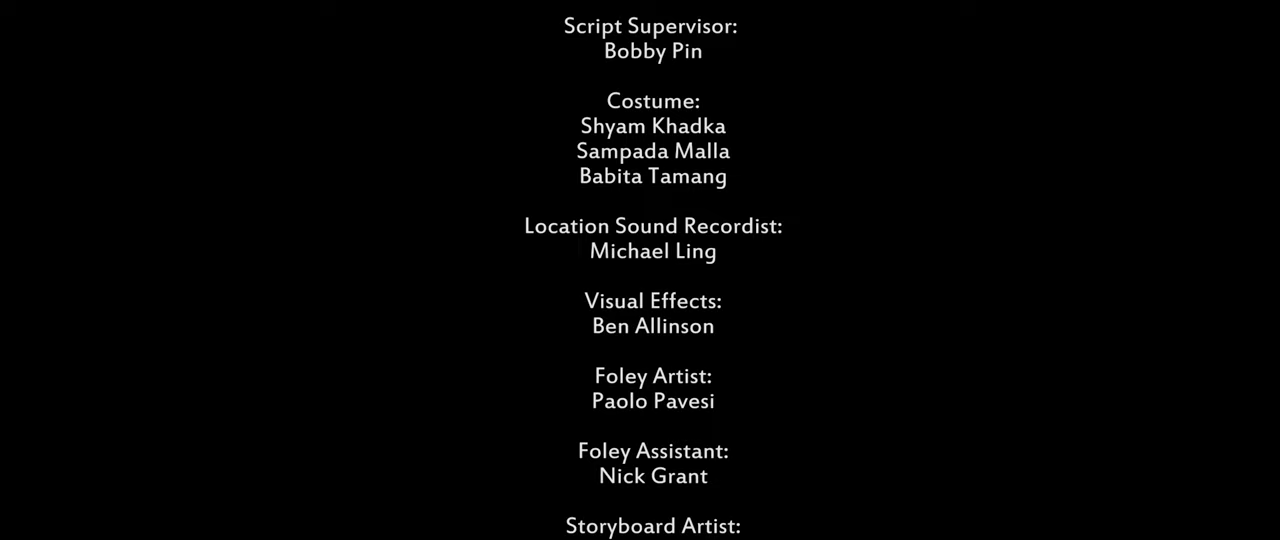 Script Supervisor:
Bobby Pin
Costume:
Shyam Khadka
Sampada Malla
Babita Tamang
Location Sound Recordist:
Michael Ling
Visual Effects:
Ben Allinson
Foley Artist:
Paolo Pavesi
Foley Assistant:
Nick Grant
Storyboard Artist: